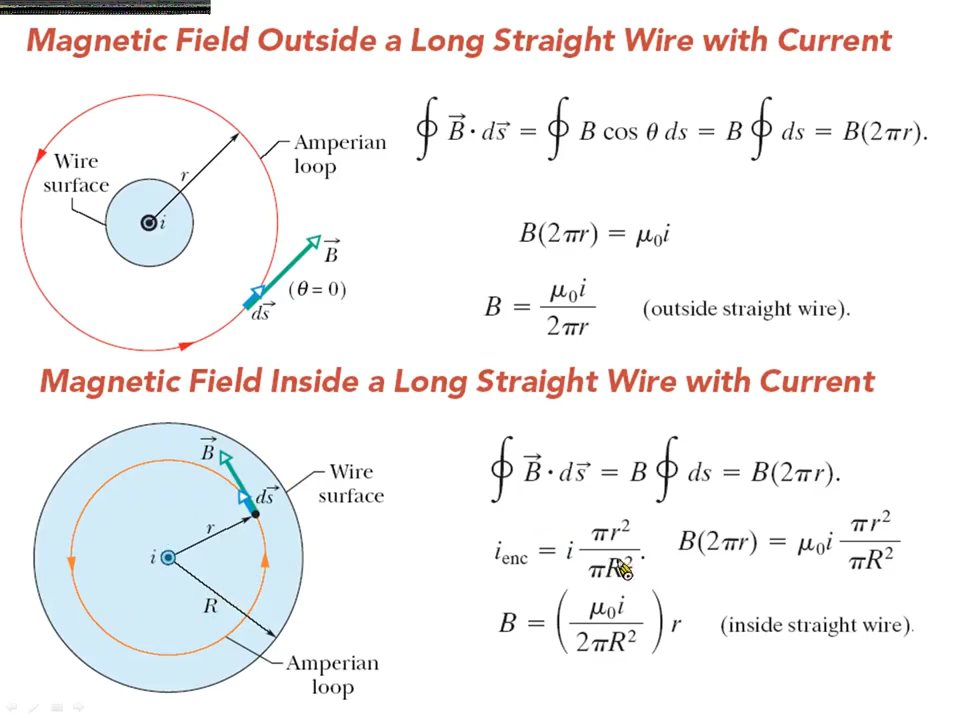 Magnetic Field Outside a Long Straight Wire with Current
∮ B⃗ · ds⃗ = ∮ B cos θ ds = B ∮ ds = B(2πr).
Amperian
loop
Wire
surface
r
i
B⃗
(θ = 0)
ds⃗
B(2πr) = μ₀i
B = μ₀i / 2πr (outside straight wire).
Magnetic Field Inside a Long Straight Wire with Current
B⃗
ds⃗
Wire
surface
r
i
R
Amperian
loop
∮ B⃗ · ds⃗ = B ∮ ds = B(2πr).
i_enc = i πr² / πR². B(2πr) = μ₀i πr² / πR²
B = (μ₀i / 2πR²) r (inside straight wire).